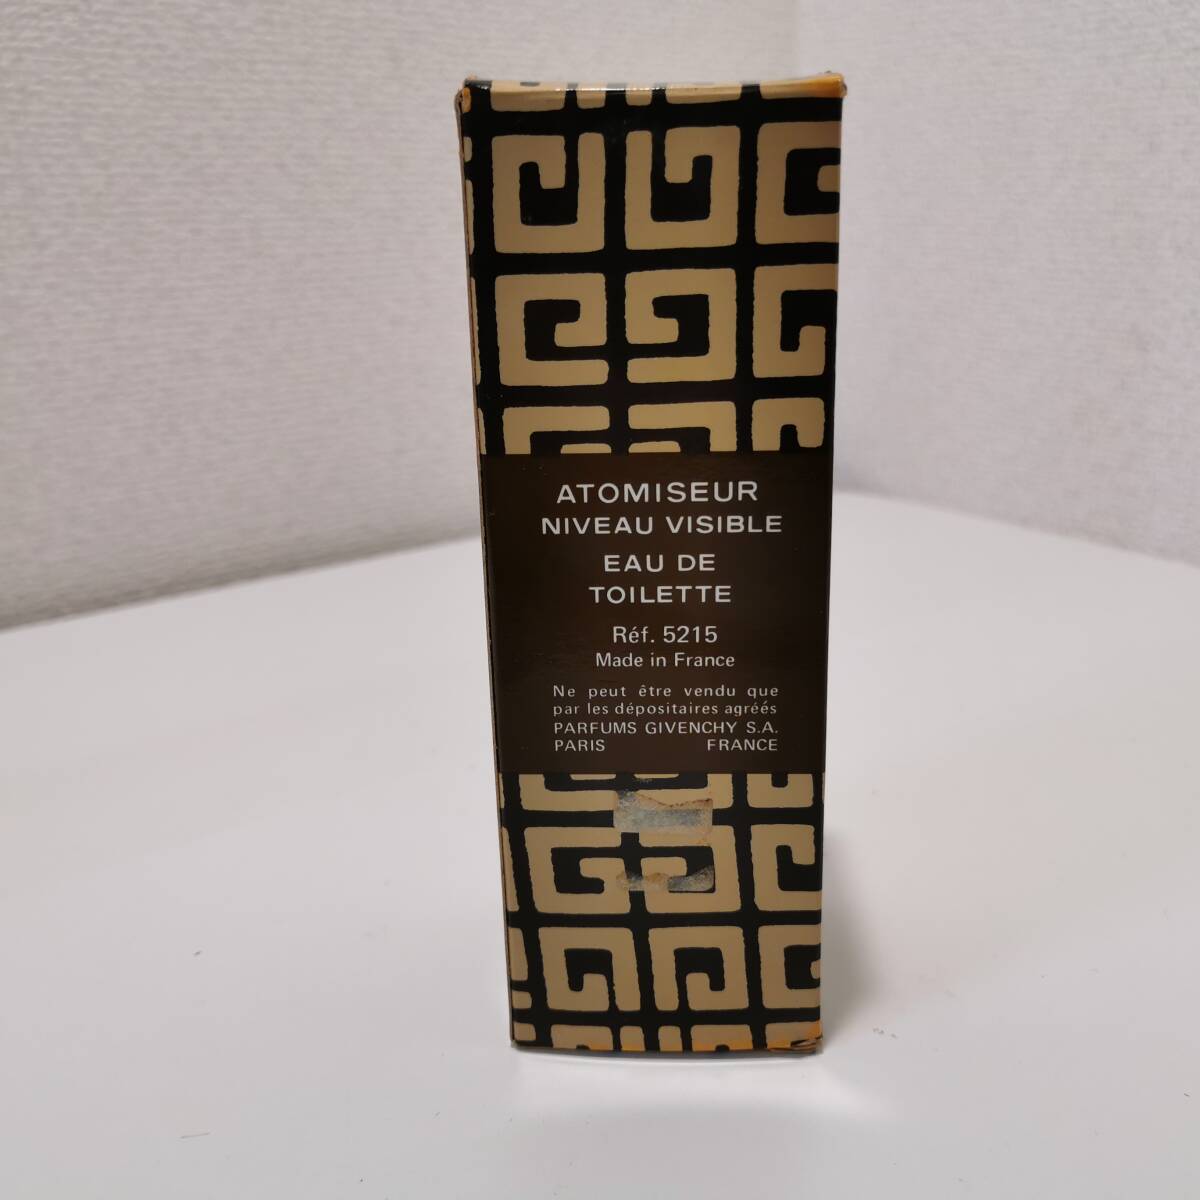 ATOMISEUR
NIVEAU VISIBLE
EAU DE
TOILETTE
Réf. 5215
Made in France
Ne peut être vendu que
par les dépositaires agréés
PARFUMS GIVENCHY S.A.
PARIS FRANCE